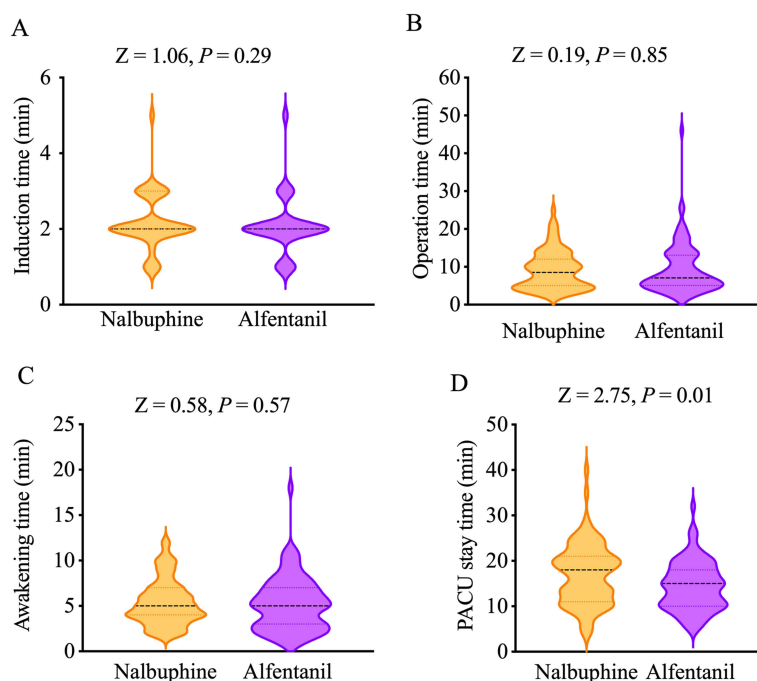 A
Z = 1.06, P = 0.29
Induction time (min)
6
4
2
0
Nalbuphine Alfentanil
B
Z = 0.19, P = 0.85
Operation time (min)
60
50
40
30
20
10
0
Nalbuphine Alfentanil
C
Z = 0.58, P = 0.57
Awakening time (min)
25
20
15
10
5
0
Nalbuphine Alfentanil
D
Z = 2.75, P = 0.01
PACU stay time (min)
50
40
30
20
10
0
Nalbuphine Alfentanil